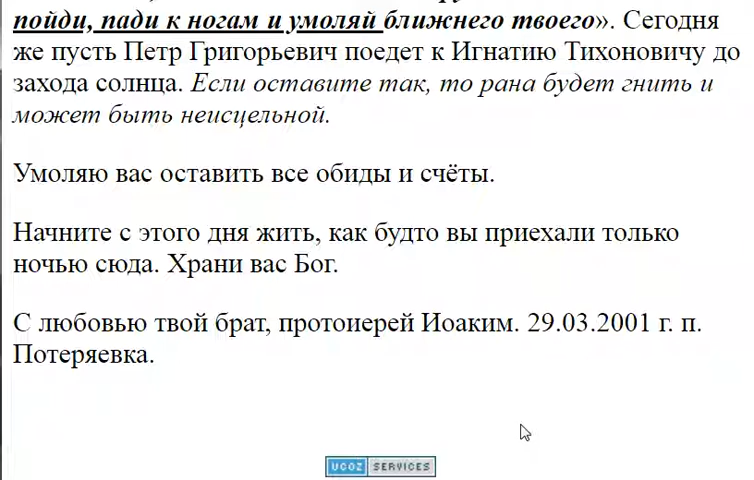 пойди, пади к ногам и умоляй ближнего твоего». Сегодня
же пусть Петр Григорьевич поедет к Игнатию Тихоновичу до
захода солнца. Если оставите так, то рана будет гнить и
может быть неисцельной.
Умоляю вас оставить все обиды и счёты.
Начните с этого дня жить, как будто вы приехали только
ночью сюда. Храни вас Бог.
С любовью твой брат, протоиерей Иоаким. 29.03.2001 г. п.
Потеряевка.
UCOZ SERVICES